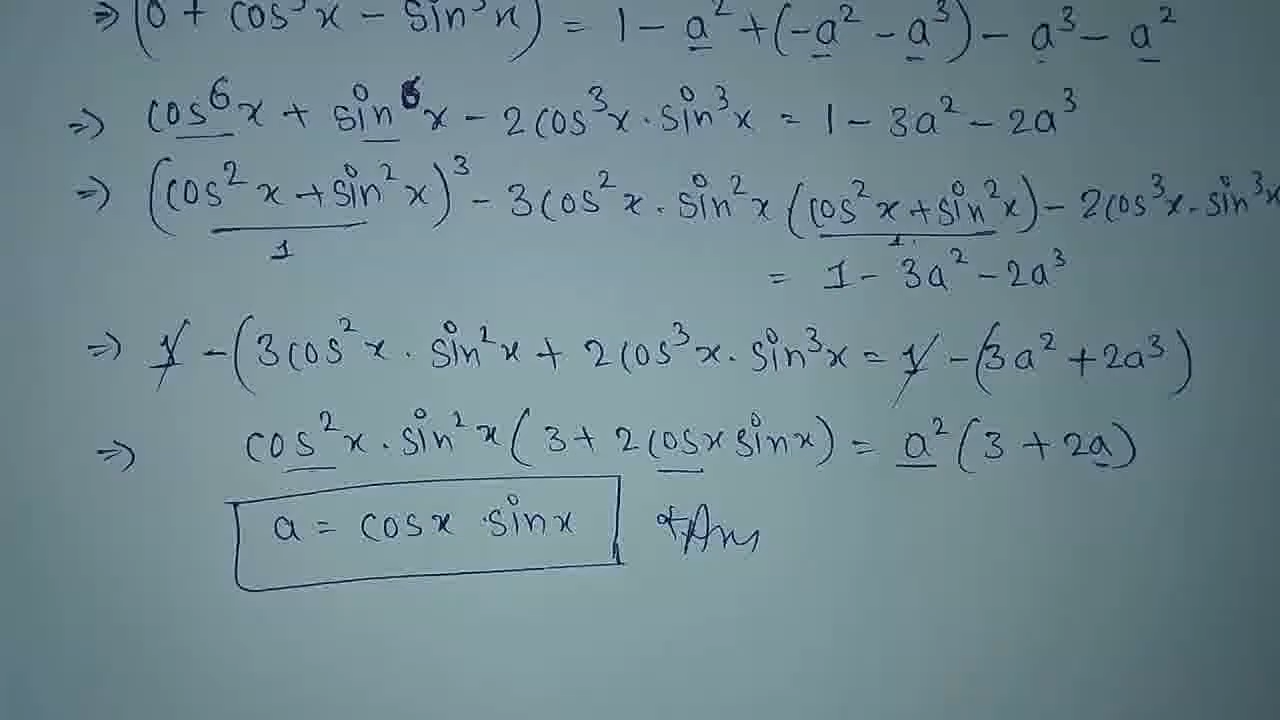 ⇒ (0 + cos³x − sin³x) = 1 − a² + (−a² − a³) − a³ − a²
⇒ cos⁶x + sin⁶x − 2cos³x · sin³x = 1 − 3a² − 2a³
⇒ (cos²x + sin²x)³ − 3cos²x · sin²x (cos²x + sin²x) − 2cos³x · sin³x
1 1.
= 1 − 3a² − 2a³
⇒ 1 − (3cos²x · sin²x + 2cos³x · sin³x = 1 − (3a² + 2a³)
⇒ cos²x · sin²x (3 + 2cosx sinx) = a² (3 + 2a)
a = cosx · sinx Ans